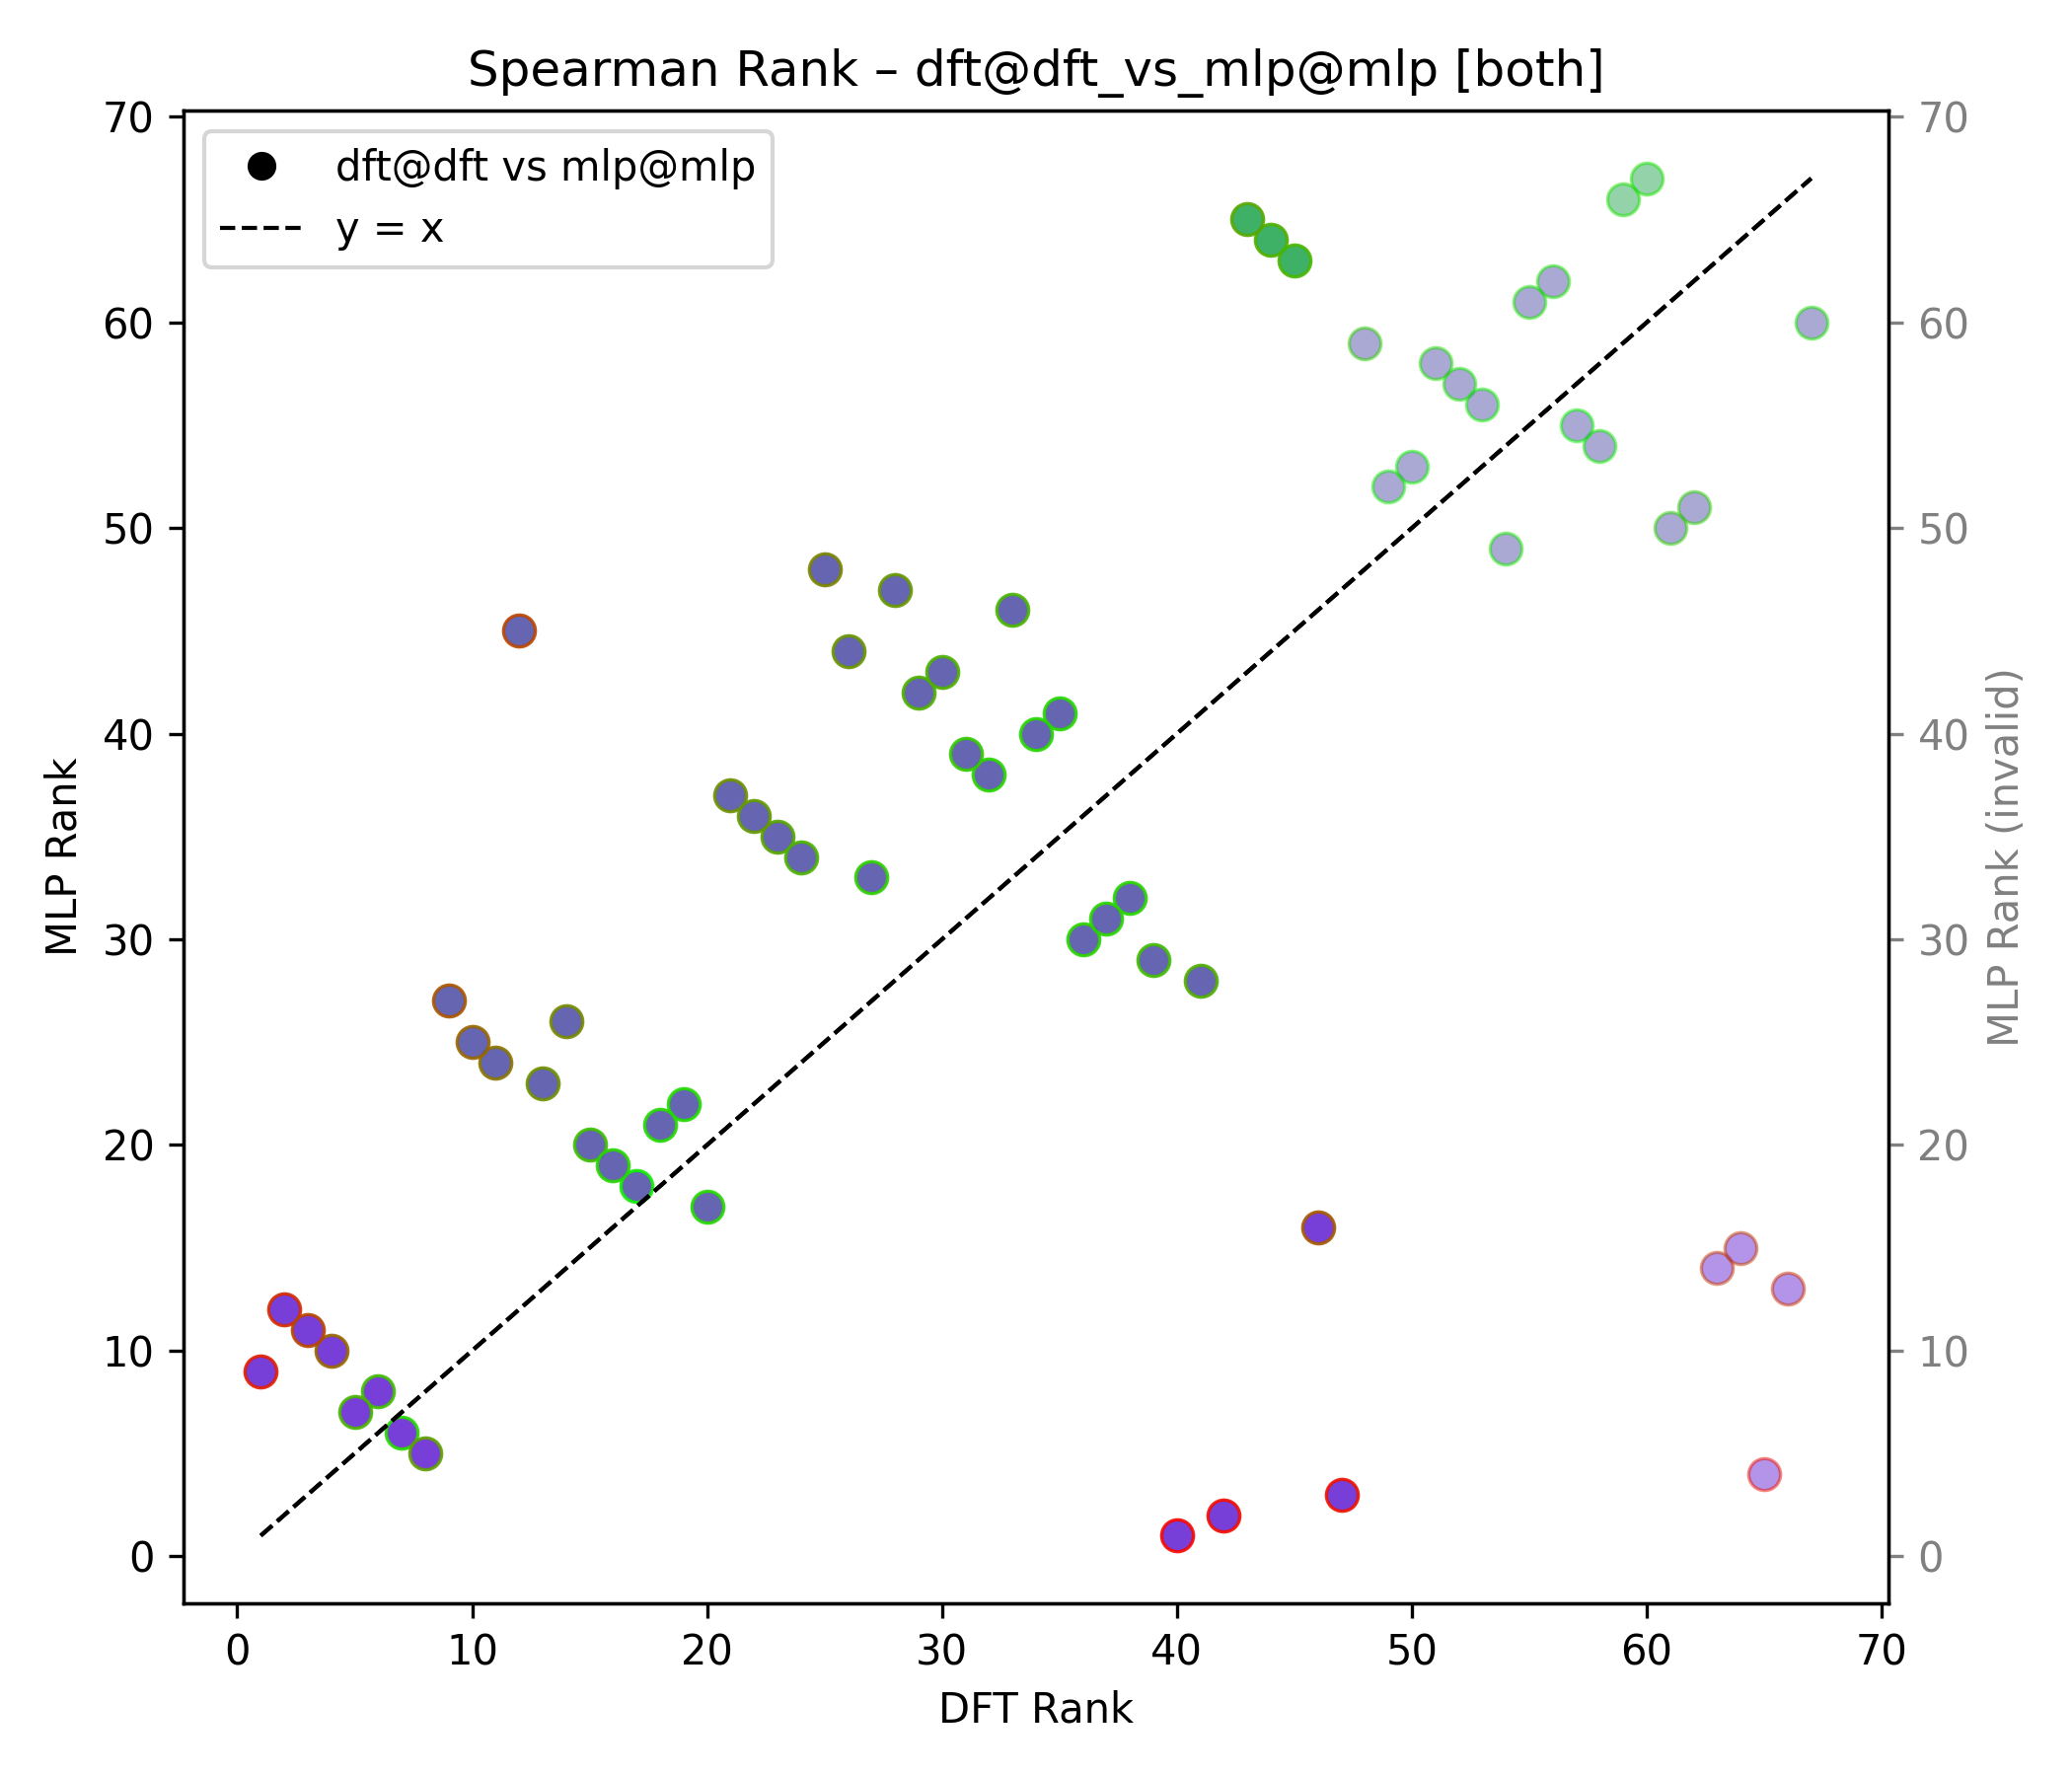 Spearman Rank – dft@dft_vs_mlp@mlp [both]
dft@dft vs mlp@mlp
y = x
70
60
50
40
30
20
10
0
MLP Rank
0 10 20 30 40 50 60 70
DFT Rank
70
60
50
40
30
20
10
0
MLP Rank (invalid)